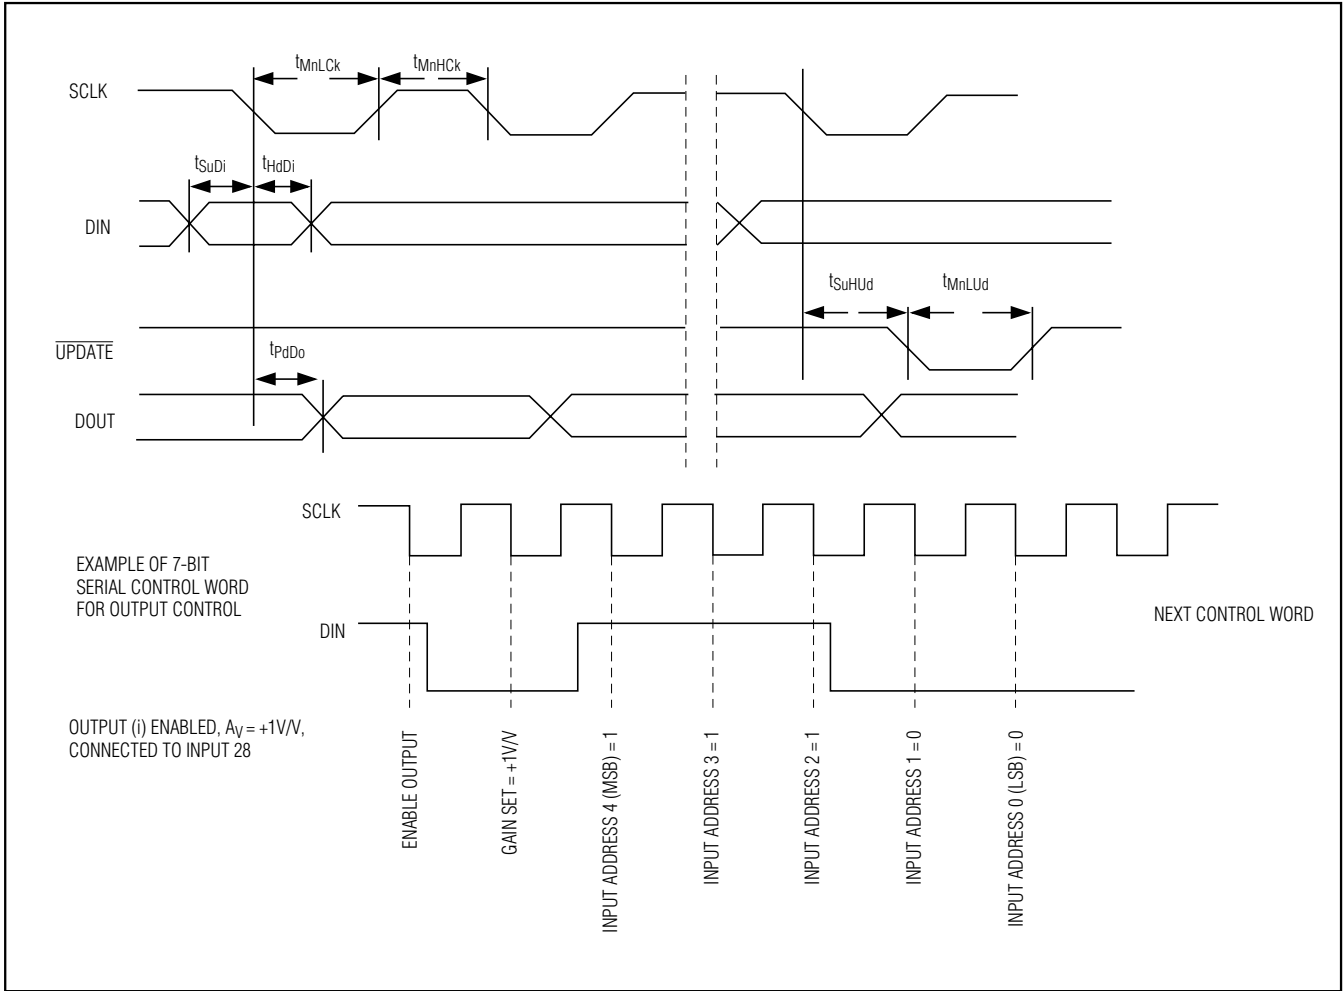 tMnLCk
tMnHCk
SCLK
tSuDi
tHdDi
DIN
tSuHUd
tMnLUd
UPDATE
tPdDo
DOUT
SCLK
EXAMPLE OF 7-BIT
SERIAL CONTROL WORD
FOR OUTPUT CONTROL
NEXT CONTROL WORD
DIN
OUTPUT (i) ENABLED, AV = +1V/V,
CONNECTED TO INPUT 28
ENABLE OUTPUT
GAIN SET = +1V/V
INPUT ADDRESS 4 (MSB) = 1
INPUT ADDRESS 3 = 1
INPUT ADDRESS 2 = 1
INPUT ADDRESS 1 = 0
INPUT ADDRESS 0 (LSB) = 0